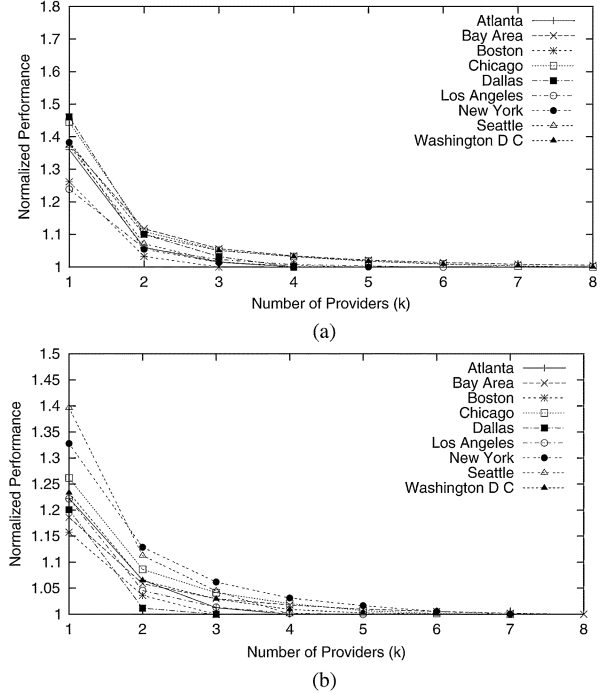 1.8
1.7
1.6
1.5
1.4
1.3
1.2
1.1
1
Normalized Performance
Atlanta
Bay Area
Boston
Chicago
Dallas
Los Angeles
New York
Seattle
Washington D C
1 2 3 4 5 6 7 8
Number of Providers (k)
(a)
1.5
1.45
1.4
1.35
1.3
1.25
1.2
1.15
1.1
1.05
1
Normalized Performance
Atlanta
Bay Area
Boston
Chicago
Dallas
Los Angeles
New York
Seattle
Washington D C
1 2 3 4 5 6 7 8
Number of Providers (k)
(b)